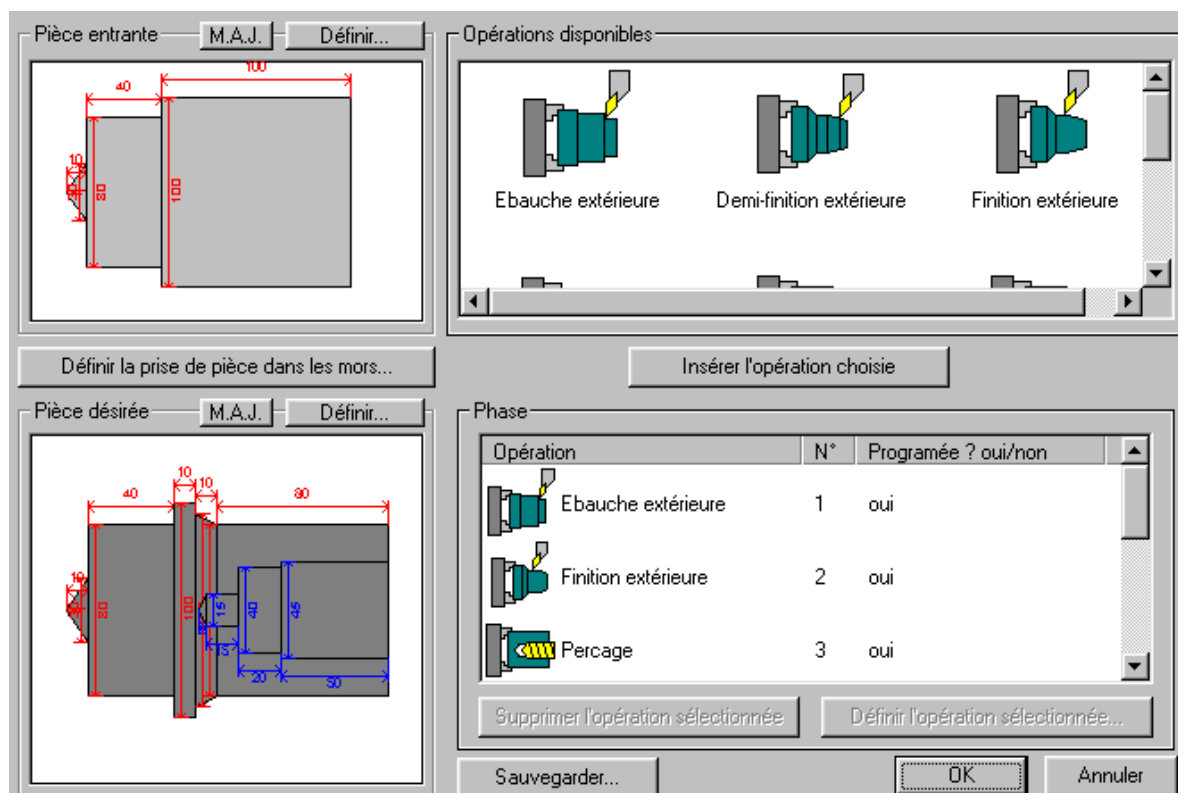 Pièce entrante
M.A.J.
Définir...
100
40
10
80
100
Opérations disponibles
Ebauche extérieure
Demi-finition extérieure
Finition extérieure
Définir la prise de pièce dans les mors...
Insérer l'opération choisie
Pièce désirée
M.A.J.
Définir...
10
40
10
80
10
80
100
15
40
45
15
20
50
Phase
Opération N° Programée ? oui/non
Ebauche extérieure 1 oui
Finition extérieure 2 oui
Percage 3 oui
Supprimer l'opération sélectionnée
Définir l'opération sélectionnée...
Sauvegarder...
OK
Annuler